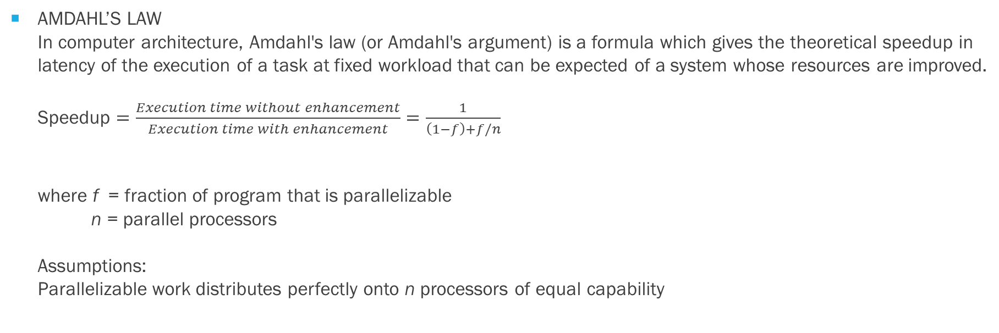 ▪ AMDAHL’S LAW
In computer architecture, Amdahl's law (or Amdahl's argument) is a formula which gives the theoretical speedup in
latency of the execution of a task at fixed workload that can be expected of a system whose resources are improved.
Speedup = \frac{Execution time without enhancement}{Execution time with enhancement} = \frac{1}{(1−f)+f/n}
where f = fraction of program that is parallelizable
n = parallel processors
Assumptions:
Parallelizable work distributes perfectly onto n processors of equal capability